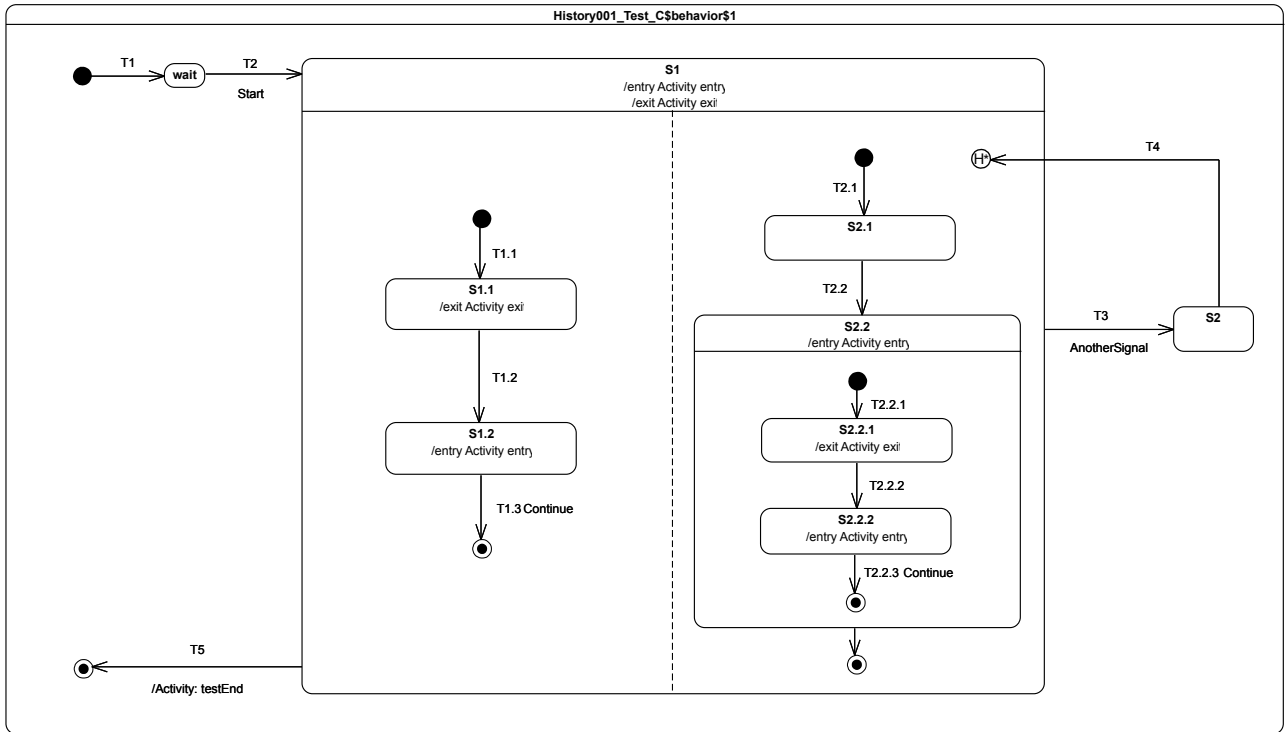 History001_Test_C$behavior$1
T1
wait
T2
Start
S1
/entry Activity entry
/exit Activity exit
H*
T4
T2.1
S2.1
T1.1
S1.1
/exit Activity exit
T2.2
S2.2
/entry Activity entry
T3
S2
AnotherSignal
T1.2
T2.2.1
S2.2.1
/exit Activity exit
S1.2
/entry Activity entry
T2.2.2
T1.3 Continue
S2.2.2
/entry Activity entry
T2.2.3 Continue
T5
/Activity: testEnd